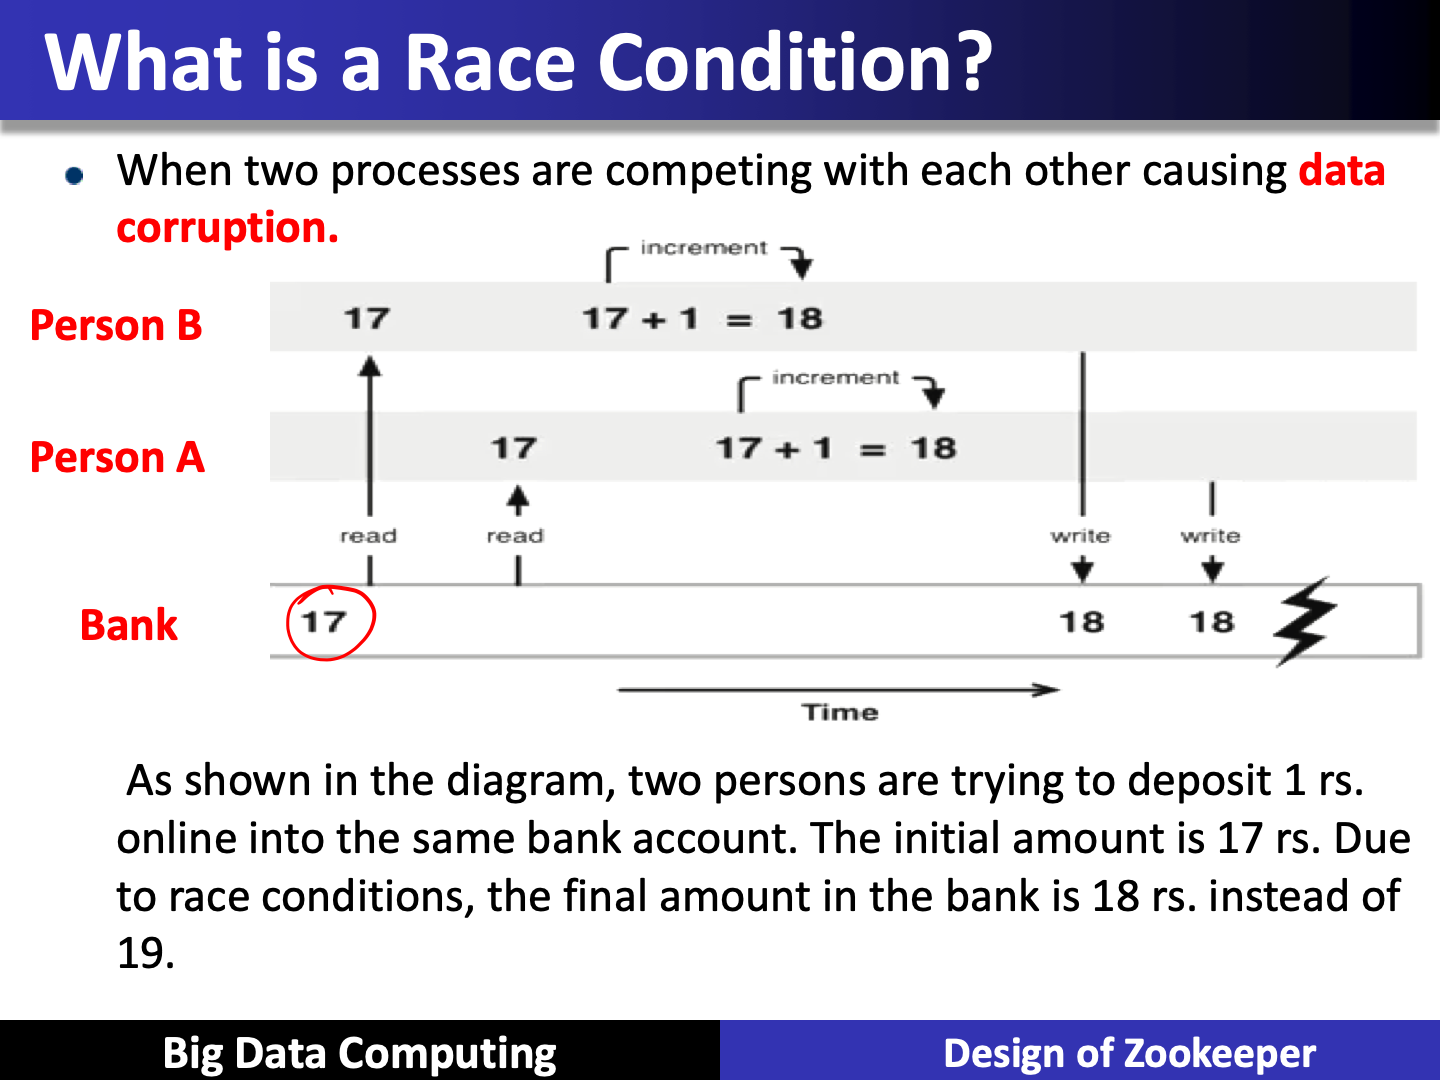 What is a Race Condition?
When two processes are competing with each other causing data
corruption.
increment
Person B
17
17 + 1 = 18
increment
Person A
17
17 + 1 = 18
read
read
write
write
Bank
17
18
18
Time
As shown in the diagram, two persons are trying to deposit 1 rs.
online into the same bank account. The initial amount is 17 rs. Due
to race conditions, the final amount in the bank is 18 rs. instead of
19.
Big Data Computing
Design of Zookeeper